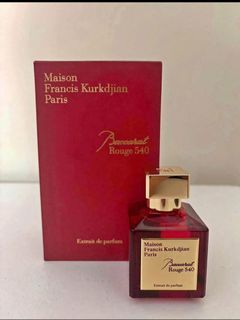 Maison
Francis Kurkdjian
Paris
Baccarat
Rouge 540
Extrait de parfum
Maison
Francis Kurkdjian
Paris
Baccarat
Rouge 540
Extrait de parfum